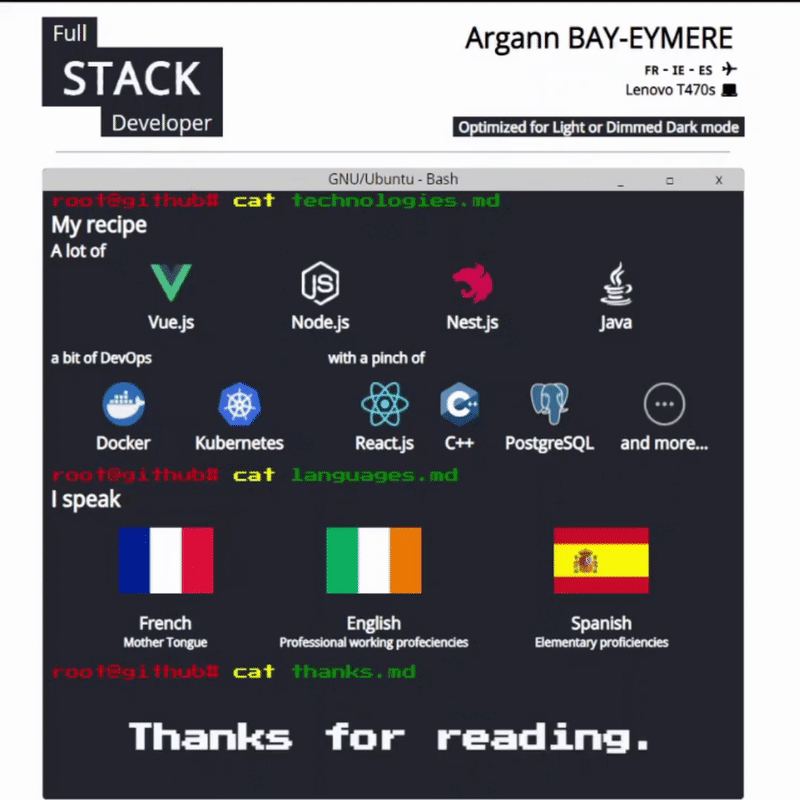 Full
STACK
Developer
Argann BAY-EYMERE
FR - IE - ES
Lenovo T470s
Optimized for Light or Dimmed Dark mode
GNU/Ubuntu - Bash
_ □ X
root@github# cat technologies.md
My recipe
A lot of
JS
Vue.js Node.js Nest.js Java
a bit of DevOps with a pinch of
C++
Docker Kubernetes React.js C++ PostgreSQL and more...
root@github# cat languages.md
I speak
French English Spanish
Mother Tongue Professional working profeciencies Elementary proficiencies
root@github# cat thanks.md
Thanks for reading.